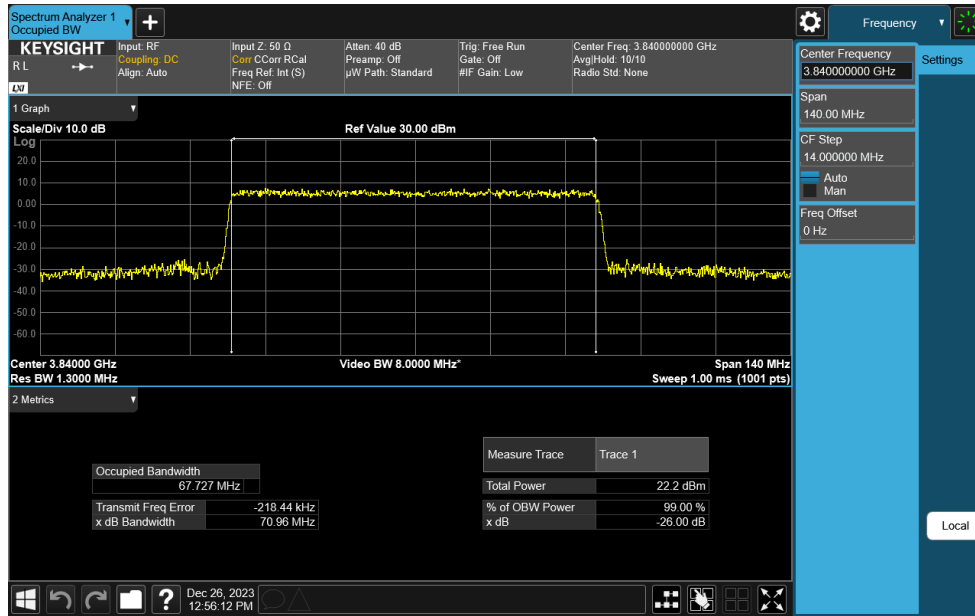 Spectrum Analyzer 1
Occupied BW
Frequency
KEYSIGHT
R L
LXI
Input: RF
Coupling: DC
Align: Auto
Input Z: 50 Ω
Corr CCorr RCal
Freq Ref: Int (S)
NFE: Off
Atten: 40 dB
Preamp: Off
µW Path: Standard
Trig: Free Run
Gate: Off
#IF Gain: Low
Center Freq: 3.840000000 GHz
Avg|Hold: 10/10
Radio Std: None
Center Frequency
3.840000000 GHz
Settings
Span
140.00 MHz
CF Step
14.000000 MHz
Auto
Man
Freq Offset
0 Hz
1 Graph
Scale/Div 10.0 dB
Ref Value 30.00 dBm
Log
20.0
10.0
0.00
-10.0
-20.0
-30.0
-40.0
-50.0
-60.0
Center 3.84000 GHz
Video BW 8.0000 MHz*
Span 140 MHz
Res BW 1.3000 MHz
Sweep 1.00 ms (1001 pts)
2 Metrics
Occupied Bandwidth
67.727 MHz
Transmit Freq Error -218.44 kHz
x dB Bandwidth 70.96 MHz
Measure Trace Trace 1
Total Power 22.2 dBm
% of OBW Power 99.00 %
x dB -26.00 dB
Local
Dec 26, 2023
12:56:12 PM